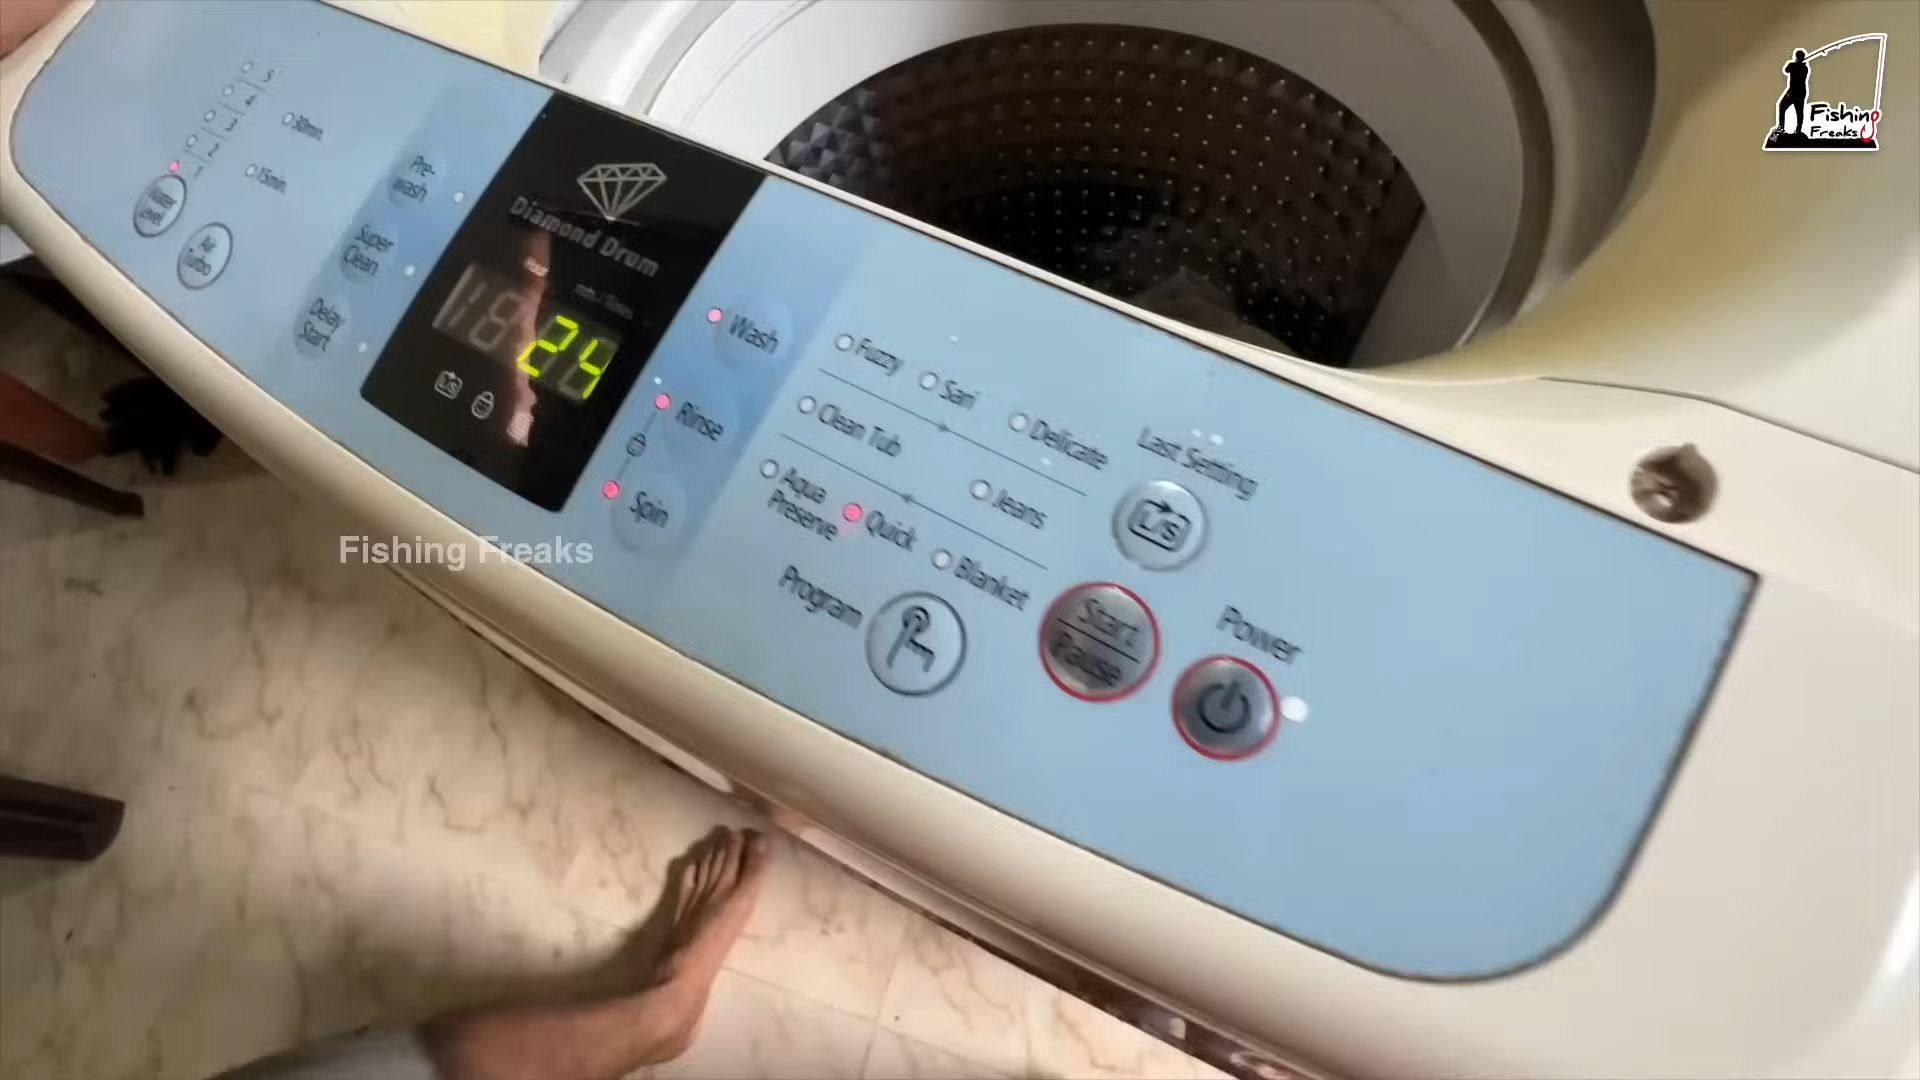 5
4
3
2
1
30min.
15min.
Water
Level
Air
Turbo
Pre-
wash
Super
Clean
Delay
Start
Diamond Drum
24
Wash
Rinse
Spin
Fuzzy
Sari
Delicate
Clean Tub
Jeans
Aqua
Preserve
Quick
Blanket
Last Setting
L/s
Program
Start
Pause
Power
Fishing Freaks
Fishing
Freaks